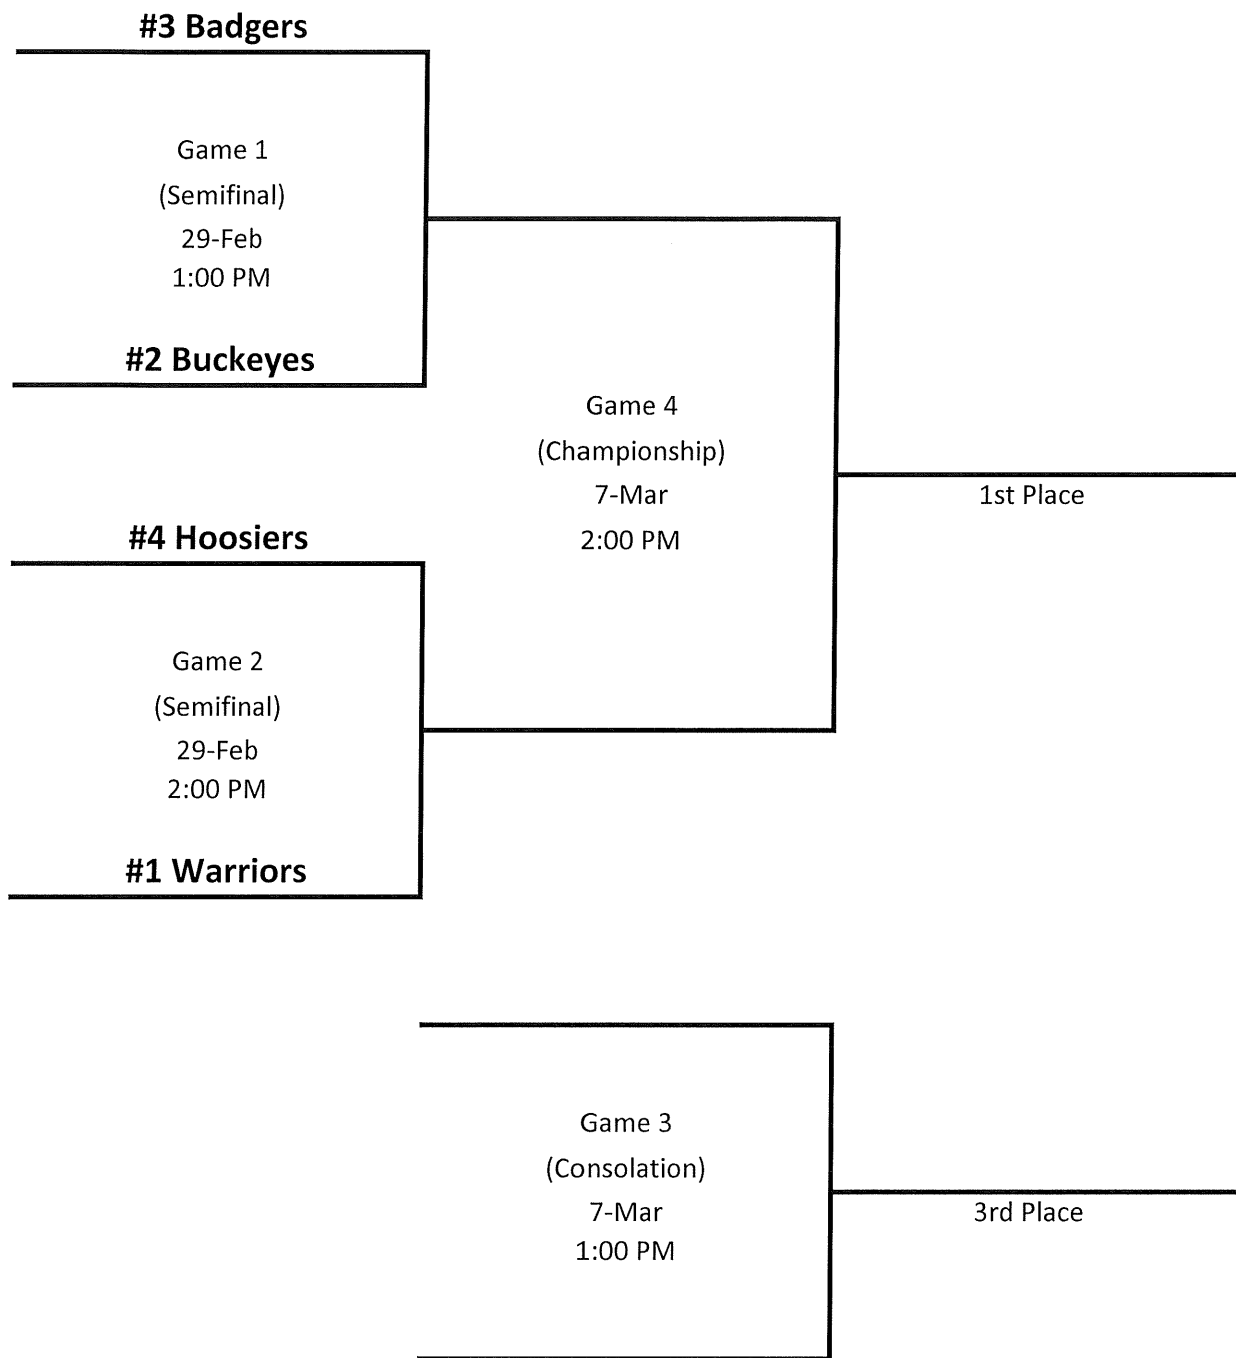 #3 Badgers
Game 1
(Semifinal)
29-Feb
1:00 PM
#2 Buckeyes
Game 4
(Championship)
7-Mar
2:00 PM
1st Place
#4 Hoosiers
Game 2
(Semifinal)
29-Feb
2:00 PM
#1 Warriors
Game 3
(Consolation)
7-Mar
1:00 PM
3rd Place